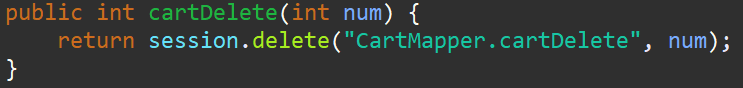 public int cartDelete(int num) {
    return session.delete("CartMapper.cartDelete", num);
}